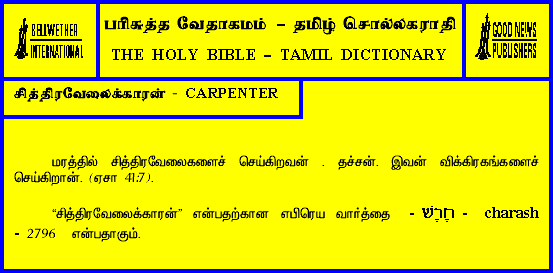 BELLWETHER
INTERNATIONAL
பரிசுத்த வேதாகமம் – தமிழ் சொல்லகராதி
THE HOLY BIBLE – TAMIL DICTIONARY
GOOD NEWS
PUBLISHERS
சித்திரவேலைக்காரன் - CARPENTER
மரத்தில் சித்திரவேலைகளைச் செய்கிறவன் . தச்சன். இவன் விக்கிரகங்களைச்
செய்கிறான். (ஏசா 41:7).
“சித்திரவேலைக்காரன்” என்பதற்கான எபிரெய வார்த்தை - חָרָשׁ - charash
- 2796 என்பதாகும்.